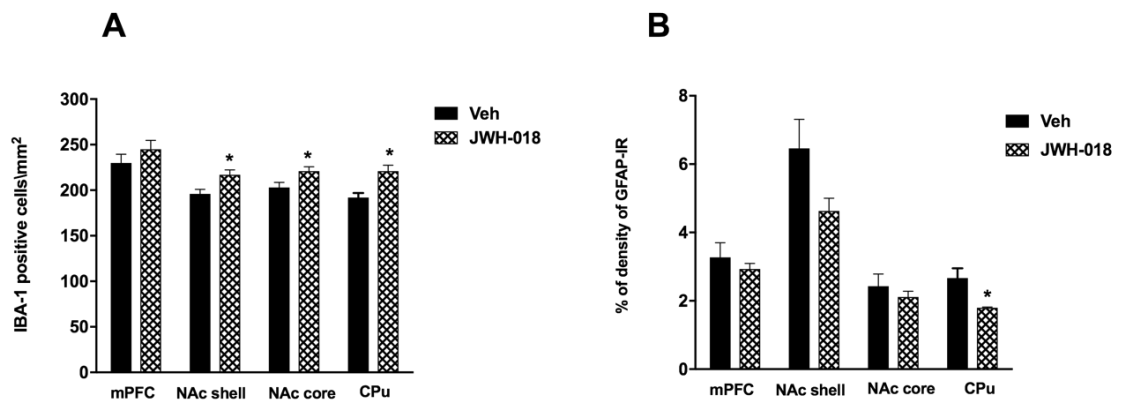 A
IBA-1 positive cells\mm²
300
250
200
150
100
50
0
*
*
*
mPFC
NAc shell
NAc core
CPu
Veh
JWH-018
B
% of density of GFAP-IR
8
6
4
2
0
*
mPFC
NAc shell
NAc core
CPu
Veh
JWH-018